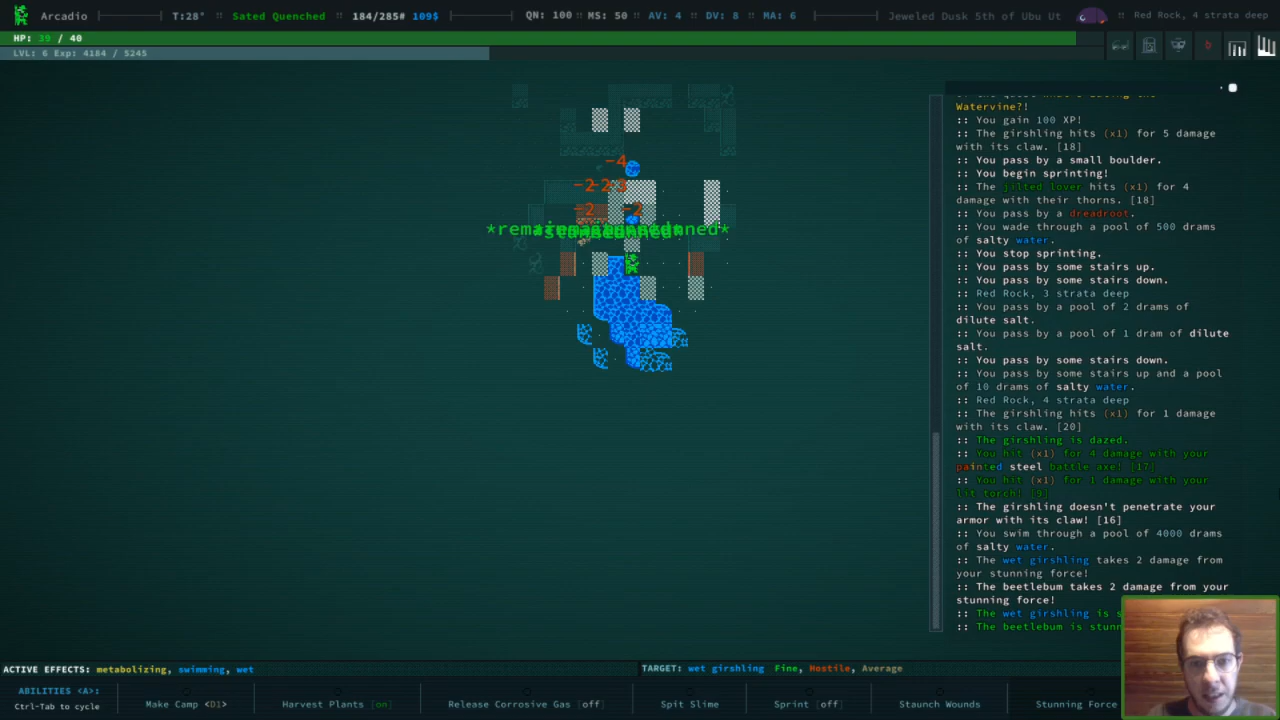 Arcadio T:28° Sated Quenched 184/285# 109$ QN: 100 MS: 50 AV: 4 DV: 8 MA: 6 Jeweled Dusk 5th of Ubu Ut Red Rock, 4 strata deep
HP: 39 / 40
LVL: 6 Exp: 4184 / 5245
Watervine?!
:: You gain 100 XP!
:: The girshling hits (x1) for 5 damage
with its claw. [18]
:: You pass by a small boulder.
:: You begin sprinting!
:: The jilted lover hits (x1) for 4
damage with their thorns. [18]
:: You pass by a dreadroot.
:: You wade through a pool of 500 drams
of salty water.
:: You stop sprinting.
:: You pass by some stairs up.
:: You pass by some stairs down.
:: Red Rock, 3 strata deep
:: You pass by a pool of 2 drams of
dilute salt.
:: You pass by a pool of 1 dram of dilute
salt.
:: You pass by some stairs down.
:: You pass by some stairs up and a pool
of 10 drams of salty water.
:: Red Rock, 4 strata deep
:: The girshling hits (x1) for 1 damage
with its claw. [20]
:: The girshling is dazed.
:: You hit (x1) for 4 damage with your
painted steel battle axe! [17]
:: You hit (x1) for 1 damage with your
lit torch! [9]
:: The girshling doesn't penetrate your
armor with its claw! [16]
:: You swim through a pool of 4000 drams
of salty water.
:: The wet girshling takes 2 damage from
your stunning force!
:: The beetlebum takes 2 damage from your
stunning force!
:: The wet girshling is
:: The beetlebum is
-4
-2
-2
-2
ACTIVE EFFECTS: metabolizing, swimming, wet
TARGET: wet girshling Fine, Hostile, Average
ABILITIES <A>:
Ctrl-Tab to cycle
Make Camp <D1>
Harvest Plants [on]
Release Corrosive Gas [off]
Spit Slime
Sprint [off]
Staunch Wounds
Stunning Force